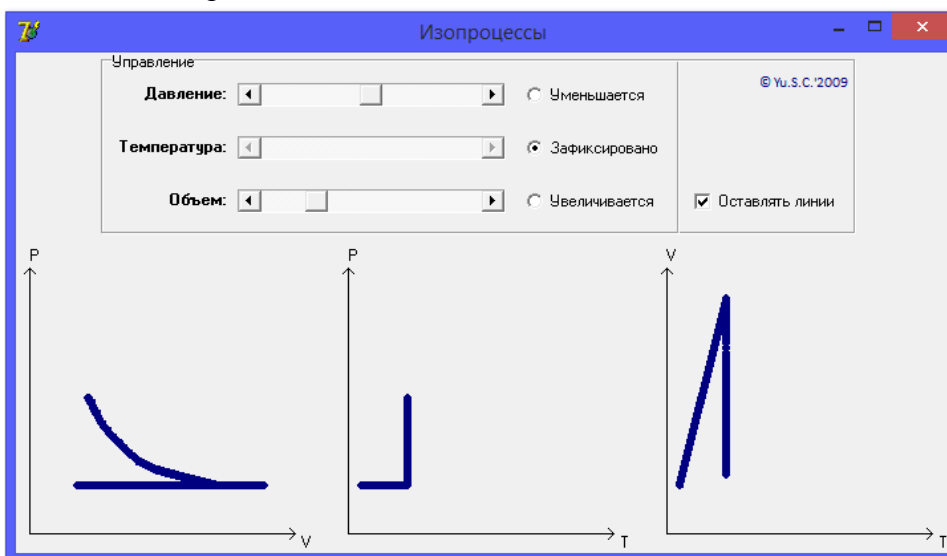 Изопроцессы
Управление
Давление:
Уменьшается
© Yu.S.C.'2009
Температура:
Зафиксировано
Объем:
Увеличивается
Оставлять линии
P
P
V
V
T
T